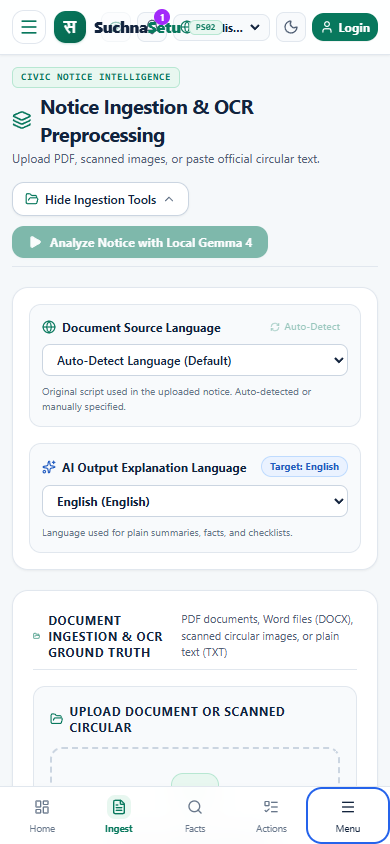 स
SuchnaSetu
1
PS02
lis...
Login
CIVIC NOTICE INTELLIGENCE
Notice Ingestion & OCR
Preprocessing
Upload PDF, scanned images, or paste official circular text.
Hide Ingestion Tools
Analyze Notice with Local Gemma 4
Document Source Language
Auto-Detect
Auto-Detect Language (Default)
Original script used in the uploaded notice. Auto-detected or
manually specified.
AI Output Explanation Language
Target: English
English (English)
Language used for plain summaries, facts, and checklists.
DOCUMENT
INGESTION & OCR
GROUND TRUTH
PDF documents, Word files (DOCX),
scanned circular images, or plain
text (TXT)
UPLOAD DOCUMENT OR SCANNED
CIRCULAR
Home
Ingest
Facts
Actions
Menu